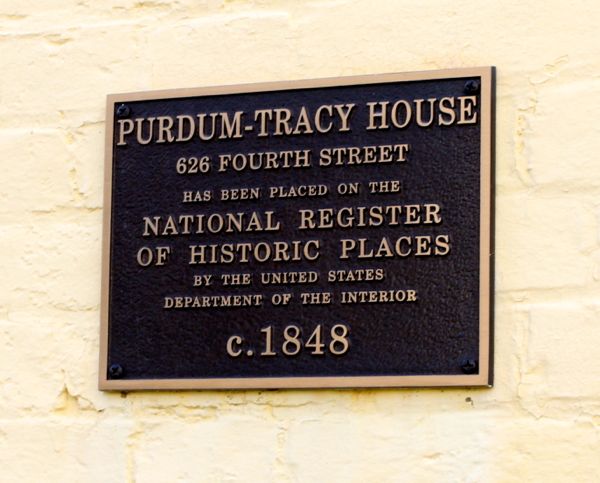 PURDUM-TRACY HOUSE
626 FOURTH STREET
HAS BEEN PLACED ON THE
NATIONAL REGISTER
OF HISTORIC PLACES
BY THE UNITED STATES
DEPARTMENT OF THE INTERIOR
c.1848